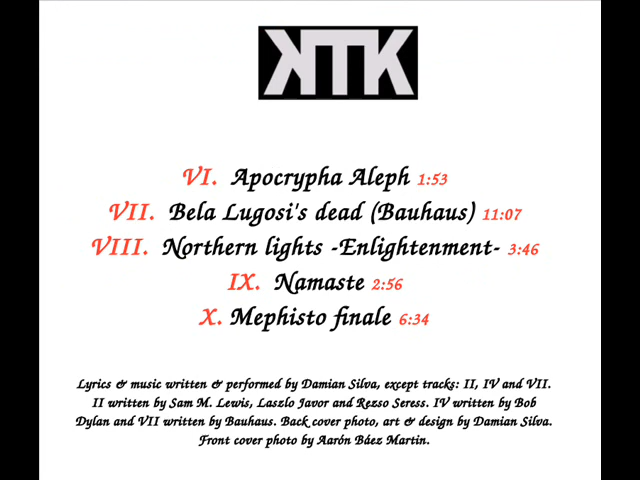 KTK
VI. Apocrypha Aleph 1:53
VII. Bela Lugosi's dead (Bauhaus) 11:07
VIII. Northern lights -Enlightenment- 3:46
IX. Namaste 2:56
X. Mephisto finale 6:34
Lyrics & music written & performed by Damian Silva, except tracks: II, IV and VII.
II written by Sam M. Lewis, Laszlo Javor and Rezso Seress. IV written by Bob
Dylan and VII written by Bauhaus. Back cover photo, art & design by Damian Silva.
Front cover photo by Aarón Báez Martin.